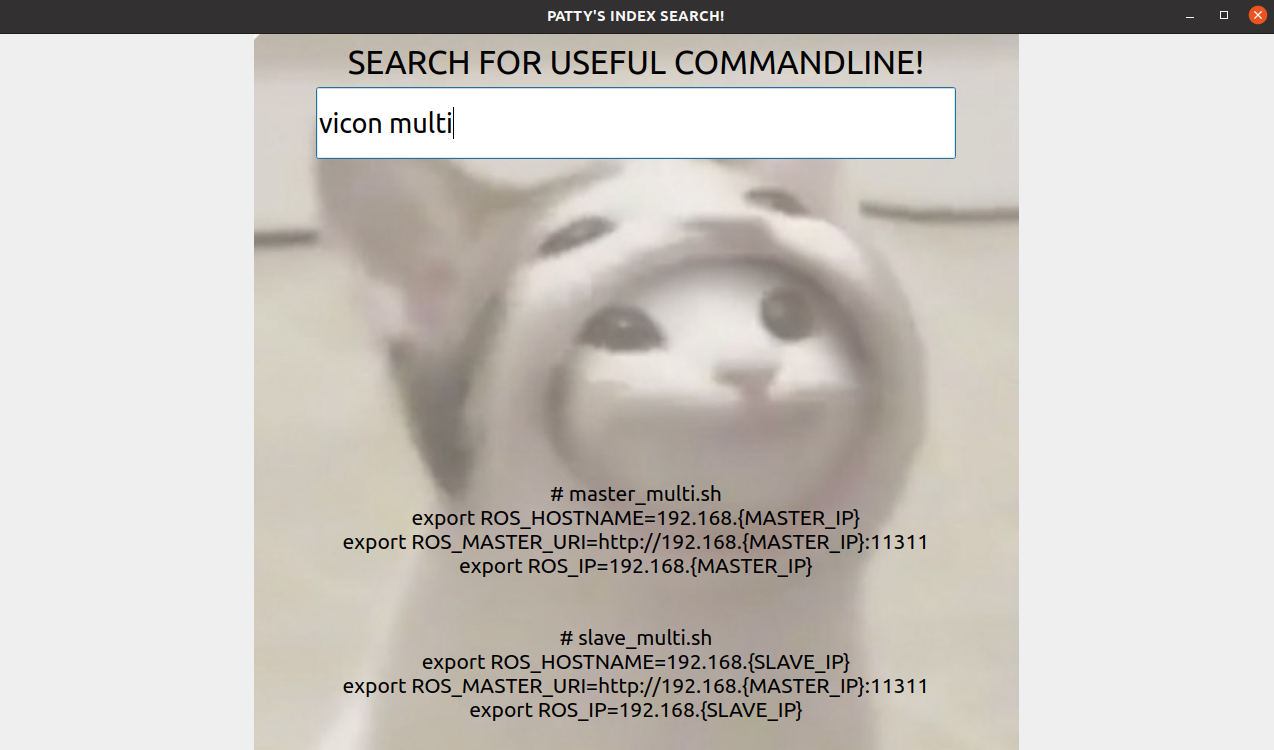 PATTY'S INDEX SEARCH!
SEARCH FOR USEFUL COMMANDLINE!
vicon multi
# master_multi.sh
export ROS_HOSTNAME=192.168.{MASTER_IP}
export ROS_MASTER_URI=http://192.168.{MASTER_IP}:11311
export ROS_IP=192.168.{MASTER_IP}
# slave_multi.sh
export ROS_HOSTNAME=192.168.{SLAVE_IP}
export ROS_MASTER_URI=http://192.168.{MASTER_IP}:11311
export ROS_IP=192.168.{SLAVE_IP}